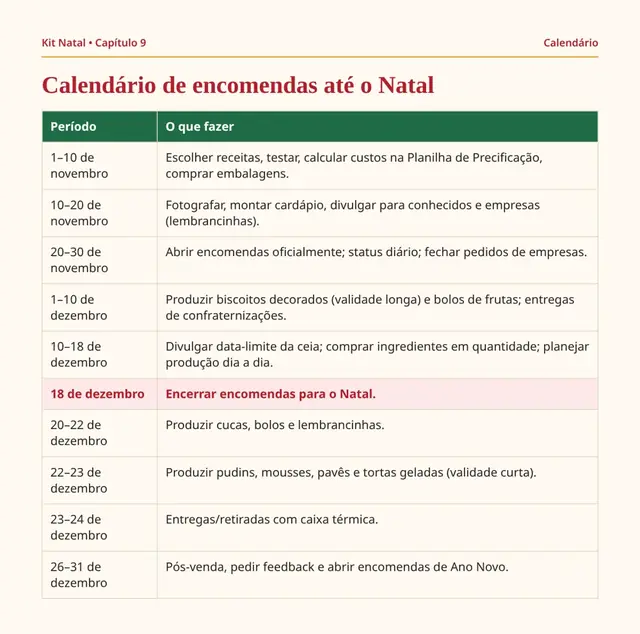 Kit Natal • Capítulo 9
Calendário
Calendário de encomendas até o Natal
Período
O que fazer
1–10 de
novembro
Escolher receitas, testar, calcular custos na Planilha de Precificação,
comprar embalagens.
10–20 de
novembro
Fotografar, montar cardápio, divulgar para conhecidos e empresas
(lembrancinhas).
20–30 de
novembro
Abrir encomendas oficialmente; status diário; fechar pedidos de empresas.
1–10 de
dezembro
Produzir biscoitos decorados (validade longa) e bolos de frutas; entregas
de confraternizações.
10–18 de
dezembro
Divulgar data-limite da ceia; comprar ingredientes em quantidade; planejar
produção dia a dia.
18 de dezembro
Encerrar encomendas para o Natal.
20–22 de
dezembro
Produzir cucas, bolos e lembrancinhas.
22–23 de
dezembro
Produzir pudins, mousses, pavês e tortas geladas (validade curta).
23–24 de
dezembro
Entregas/retiradas com caixa térmica.
26–31 de
dezembro
Pós-venda, pedir feedback e abrir encomendas de Ano Novo.